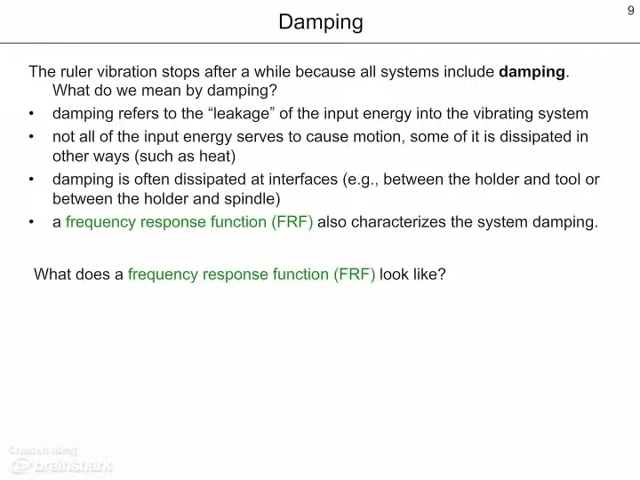 9
Damping
The ruler vibration stops after a while because all systems include damping.
What do we mean by damping?
• damping refers to the “leakage” of the input energy into the vibrating system
• not all of the input energy serves to cause motion, some of it is dissipated in
other ways (such as heat)
• damping is often dissipated at interfaces (e.g., between the holder and tool or
between the holder and spindle)
• a frequency response function (FRF) also characterizes the system damping.
What does a frequency response function (FRF) look like?
Created using
brainshark